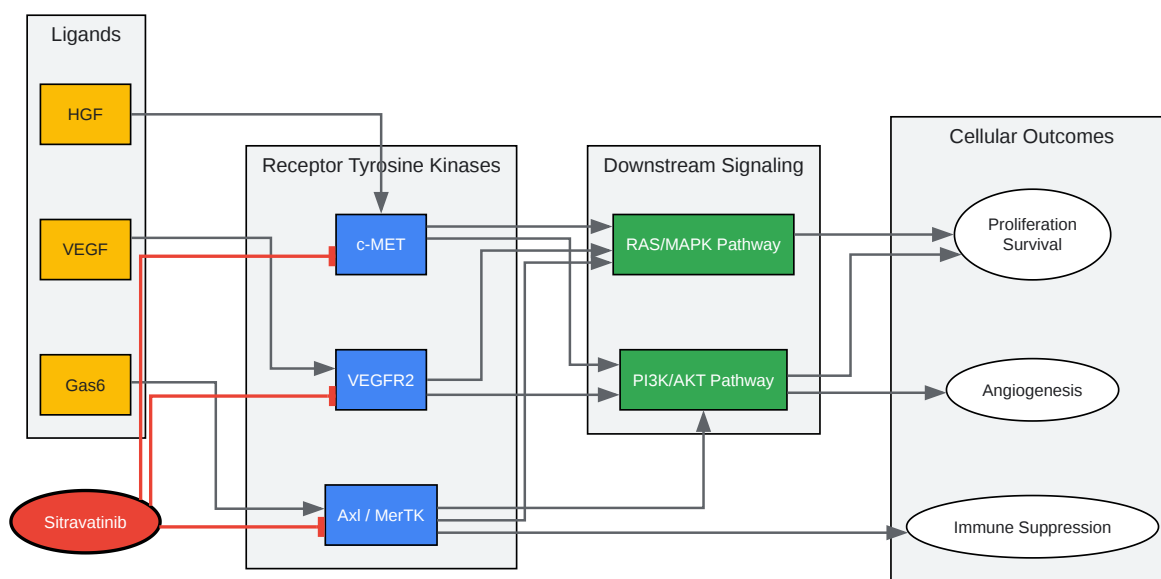 Ligands
HGF
VEGF
Gas6
Sitravatinib
Receptor Tyrosine Kinases
c-MET
VEGFR2
Axl / MerTK
Downstream Signaling
RAS/MAPK Pathway
PI3K/AKT Pathway
Cellular Outcomes
Proliferation
Survival
Angiogenesis
Immune Suppression